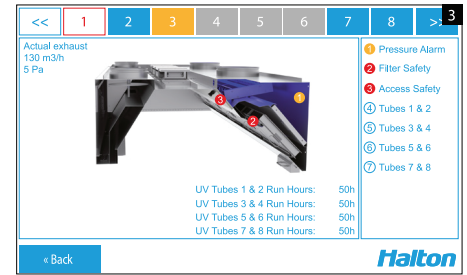 << 1 2 3 4 5 6 7 8 >> 3
Actual exhaust
130 m3/h
5 Pa
3
2
1
UV Tubes 1 & 2 Run Hours: 50h
UV Tubes 3 & 4 Run Hours: 50h
UV Tubes 5 & 6 Run Hours: 50h
UV Tubes 7 & 8 Run Hours: 50h
1 Pressure Alarm
2 Filter Safety
3 Access Safety
4 Tubes 1 & 2
5 Tubes 3 & 4
6 Tubes 5 & 6
7 Tubes 7 & 8
« Back
Halton